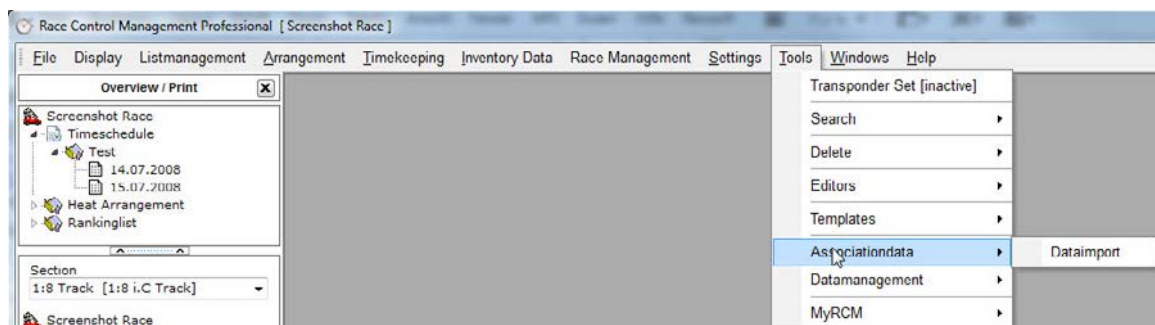 Race Control Management Professional [ Screenshot Race ]
File Display Listmanagement Arrangement Timekeeping Inventory Data Race Management Settings Tools Windows Help
Overview / Print
Screenshot Race
Timeschedule
Test
14.07.2008
15.07.2008
Heat Arrangement
Rankinglist
Section
1:8 Track [1:8 i.C Track]
Screenshot Race
Transponder Set [inactive]
Search
Delete
Editors
Templates
Associationdata
Dataimport
Datamanagement
MyRCM